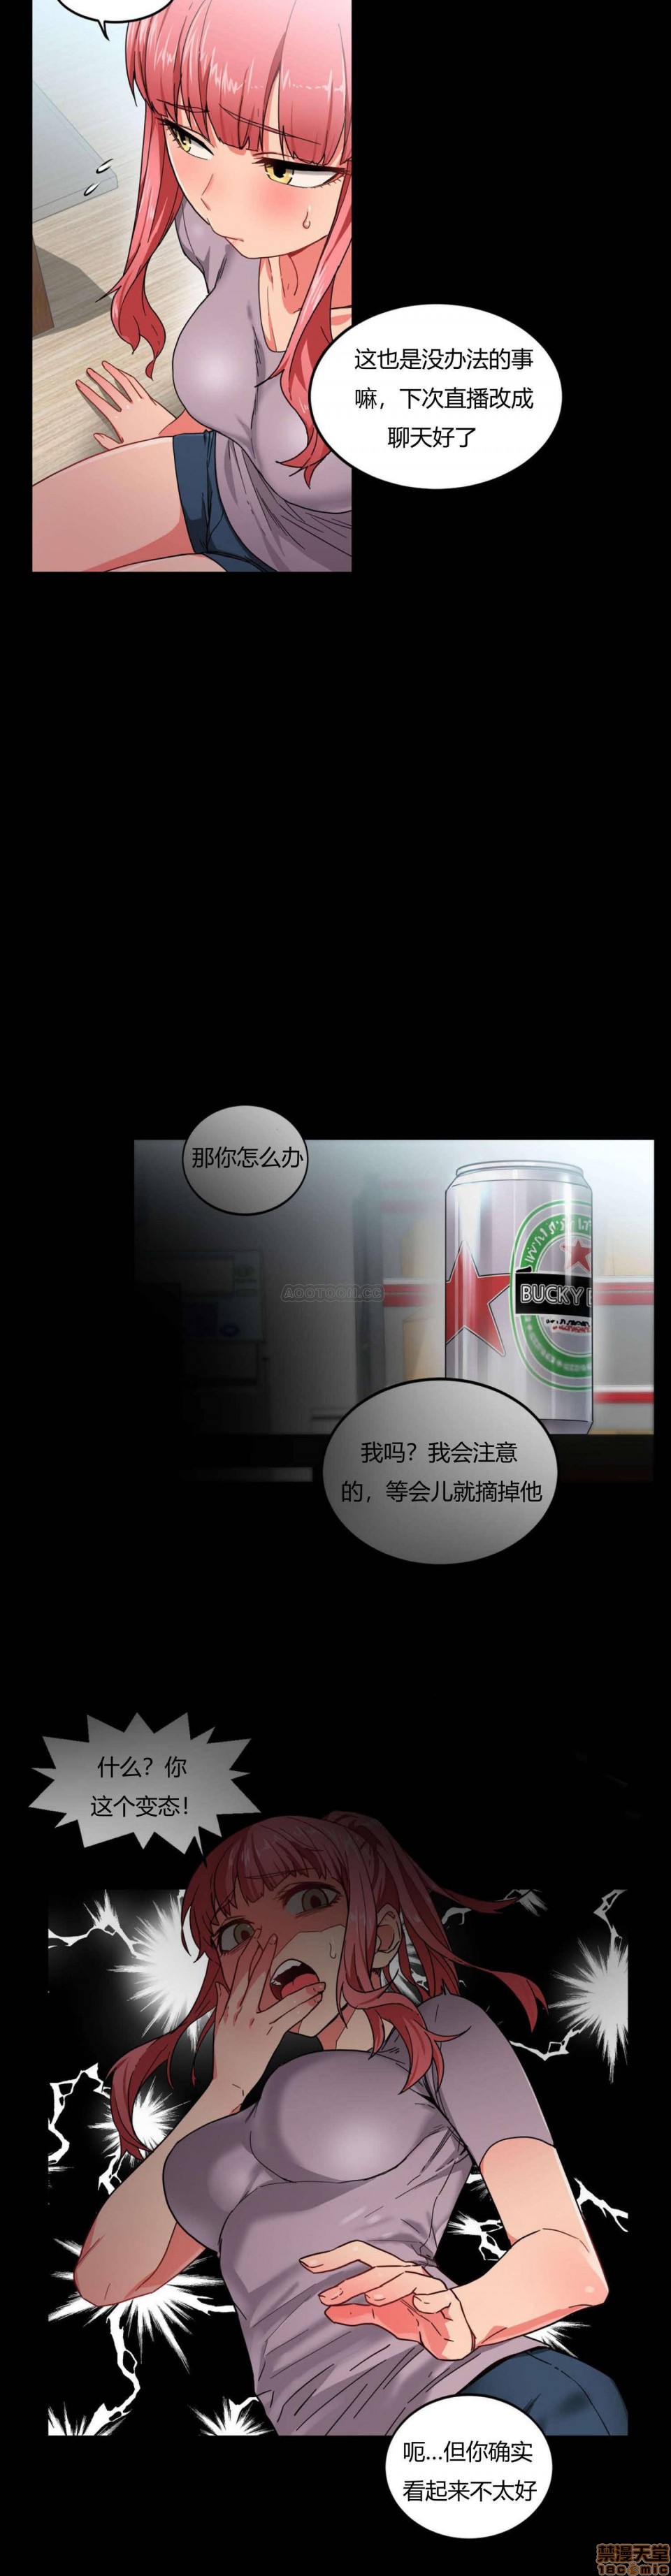 这也是没办法的事
嘛，下次直播改成
聊天好了
那你怎么办
AOOTOON.CC
BUCKY
我吗？我会注意
的，等会儿就摘掉他
什么？你
这个变态！
呃…但你确实
看起来不太好
禁漫天堂
18COMIC